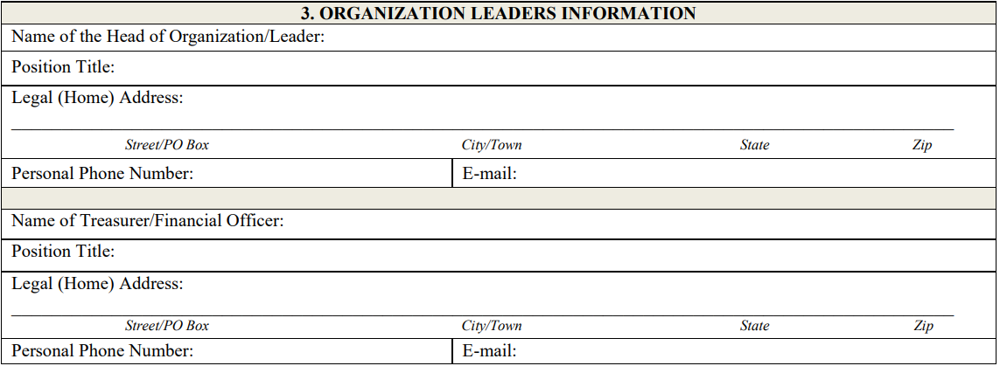 3. ORGANIZATION LEADERS INFORMATION
Name of the Head of Organization/Leader:
Position Title:
Legal (Home) Address:
Street/PO Box City/Town State Zip
Personal Phone Number: E-mail:
Name of Treasurer/Financial Officer:
Position Title:
Legal (Home) Address:
Street/PO Box City/Town State Zip
Personal Phone Number: E-mail: